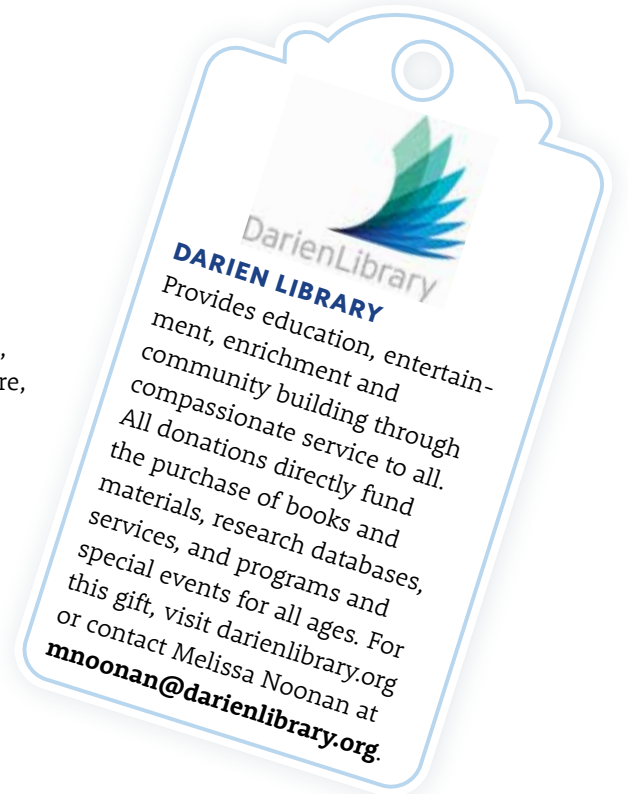 ,
re,
DarienLibrary
DARIEN LIBRARY
Provides education, entertain-
ment, enrichment and
community building through
compassionate service to all.
All donations directly fund
the purchase of books and
materials, research databases,
services, and programs and
special events for all ages. For
this gift, visit darienlibrary.org
or contact Melissa Noonan at
mnoonan@darienlibrary.org.